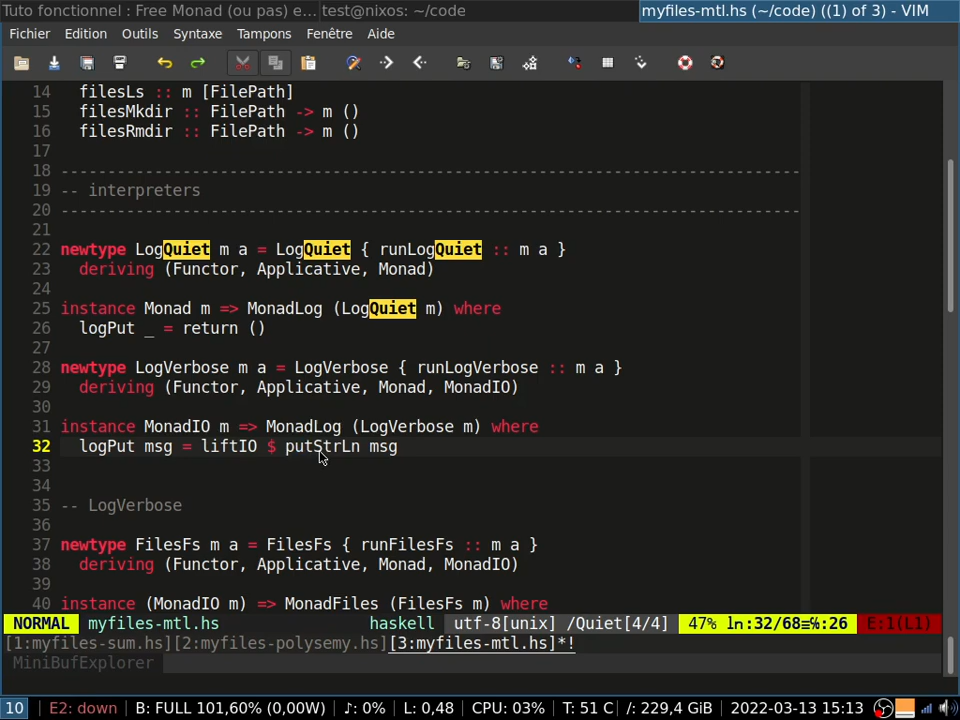 Tuto fonctionnel : Free Monad (ou pas) e… test@nixos: ~/code myfiles-mtl.hs (~/code) ((1) of 3) - VIM
Fichier Edition Outils Syntaxe Tampons Fenêtre Aide
14 filesLs :: m [FilePath]
15 filesMkdir :: FilePath -> m ()
16 filesRmdir :: FilePath -> m ()
17
18 -------------------------------------------------------------------------------
19 -- interpreters
20 -------------------------------------------------------------------------------
21
22 newtype LogQuiet m a = LogQuiet { runLogQuiet :: m a }
23 deriving (Functor, Applicative, Monad)
24
25 instance Monad m => MonadLog (LogQuiet m) where
26 logPut _ = return ()
27
28 newtype LogVerbose m a = LogVerbose { runLogVerbose :: m a }
29 deriving (Functor, Applicative, Monad, MonadIO)
30
31 instance MonadIO m => MonadLog (LogVerbose m) where
32 logPut msg = liftIO $ putStrLn msg
33
34
35 -- LogVerbose
36
37 newtype FilesFs m a = FilesFs { runFilesFs :: m a }
38 deriving (Functor, Applicative, Monad, MonadIO)
39
40 instance (MonadIO m) => MonadFiles (FilesFs m) where
NORMAL myfiles-mtl.hs haskell utf-8[unix] /Quiet[4/4] 47% ln:32/68≡℅:26 E:1(L1)
[1:myfiles-sum.hs][2:myfiles-polysemy.hs][3:myfiles-mtl.hs]*!
MiniBufExplorer
10 E2: down B: FULL 101,60% (0,00W) ♪: 0% L: 0,48 CPU: 03% T: 51 C /: 229,4 GiB 2022-03-13 15:13